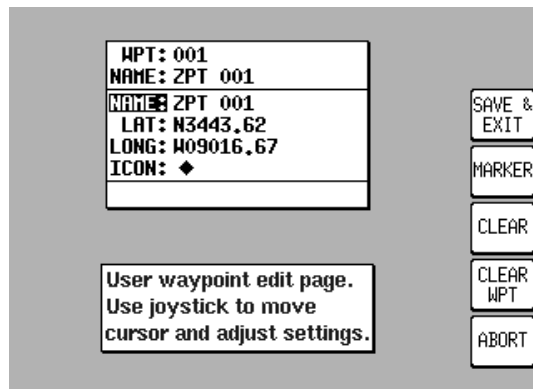 WPT: 001
NAME: ZPT 001
NAME: ZPT 001
LAT: N3443.62
LONG: W09016.67
ICON: ◆
User waypoint edit page.
Use joystick to move
cursor and adjust settings.
SAVE &
EXIT
MARKER
CLEAR
CLEAR
WPT
ABORT